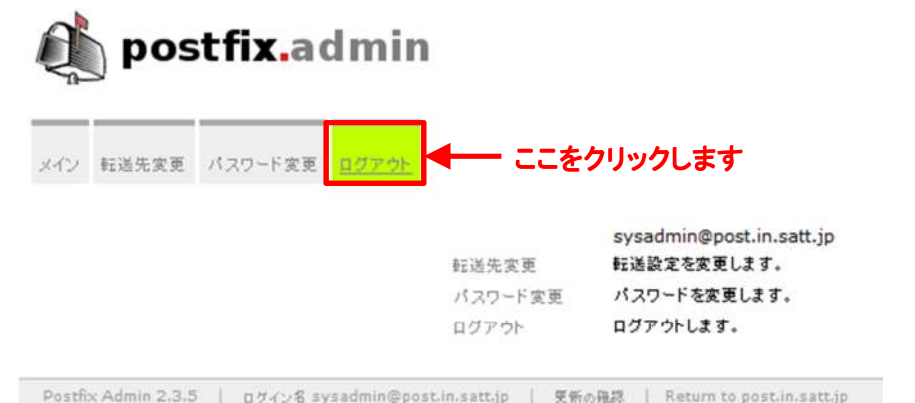 postfix.admin
メイン 転送先変更 パスワード変更 ログアウト
ここをクリックします
sysadmin@post.in.satt.jp
転送先変更 転送設定を変更します。
パスワード変更 パスワードを変更します。
ログアウト ログアウトします。
Postfix Admin 2.3.5 | ログイン名 sysadmin@post.in.satt.jp | 更新の確認 | Return to post.in.satt.jp